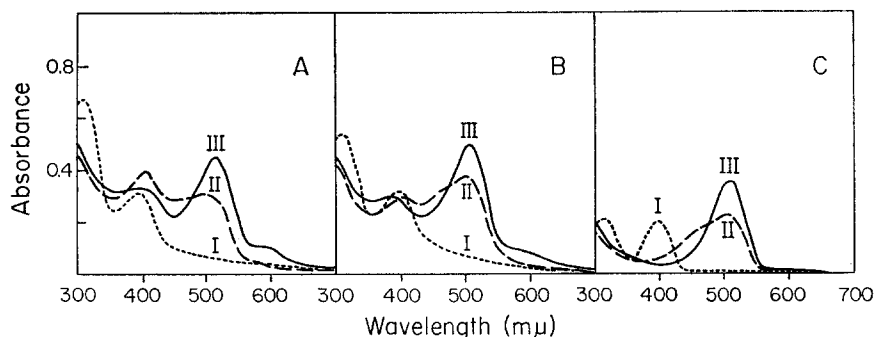 A B C
0.8
0.4
Absorbance
III II I
III II I
I III II
300 400 500 600 300 400 500 600 300 400 500 600 700
Wavelength (mμ)